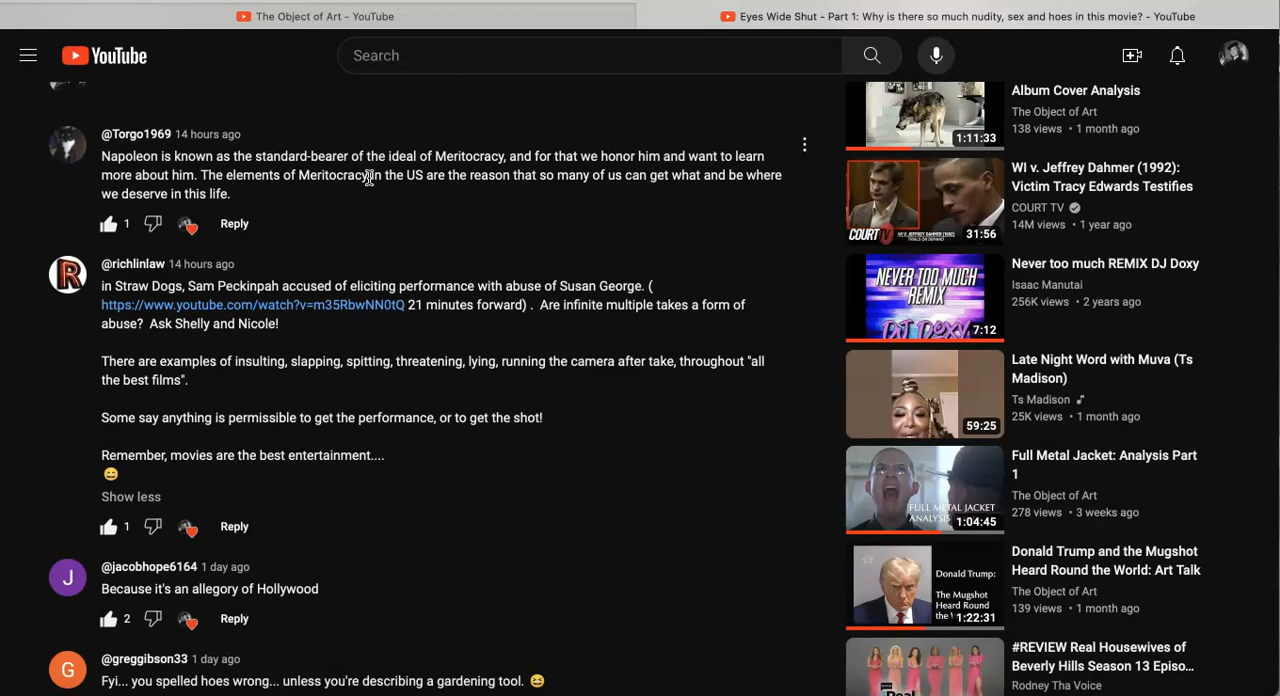 The Object of Art - YouTube
Eyes Wide Shut - Part 1: Why is there so much nudity, sex and hoes in this movie? - YouTube
YouTube
Search
@Torgo1969 14 hours ago
Napoleon is known as the standard-bearer of the ideal of Meritocracy, and for that we honor him and want to learn
more about him. The elements of Meritocracy in the US are the reason that so many of us can get what and be where
we deserve in this life.
1 Reply
@richlinlaw 14 hours ago
in Straw Dogs, Sam Peckinpah accused of eliciting performance with abuse of Susan George. (
https://www.youtube.com/watch?v=m35RbwNN0tQ 21 minutes forward) . Are infinite multiple takes a form of
abuse? Ask Shelly and Nicole!
There are examples of insulting, slapping, spitting, threatening, lying, running the camera after take, throughout "all
the best films".
Some say anything is permissible to get the performance, or to get the shot!
Remember, movies are the best entertainment....
😄
Show less
1 Reply
@jacobhope6164 1 day ago
Because it's an allegory of Hollywood
2 Reply
@greggibson33 1 day ago
Fyi... you spelled hoes wrong... unless you're describing a gardening tool. 😆
R
J
G
Album Cover Analysis
The Object of Art
138 views • 1 month ago
1:11:33
WI v. Jeffrey Dahmer (1992):
Victim Tracy Edwards Testifies
COURT TV
14M views • 1 year ago
COURT TV
31:56
Never too much REMIX DJ Doxy
Isaac Manutai
256K views • 2 years ago
NEVER TOO MUCH
REMIX
DJ DOXY
7:12
Late Night Word with Muva (Ts
Madison)
Ts Madison
25K views • 1 month ago
59:25
Full Metal Jacket: Analysis Part
1
The Object of Art
278 views • 3 weeks ago
FULL METAL JACKET
ANALYSIS
1:04:45
Donald Trump and the Mugshot
Heard Round the World: Art Talk
The Object of Art
139 views • 1 month ago
Donald Trump:
The Mugshot
Heard Round
the
1:22:31
#REVIEW Real Housewives of
Beverly Hills Season 13 Episo...
Rodney Tha Voice